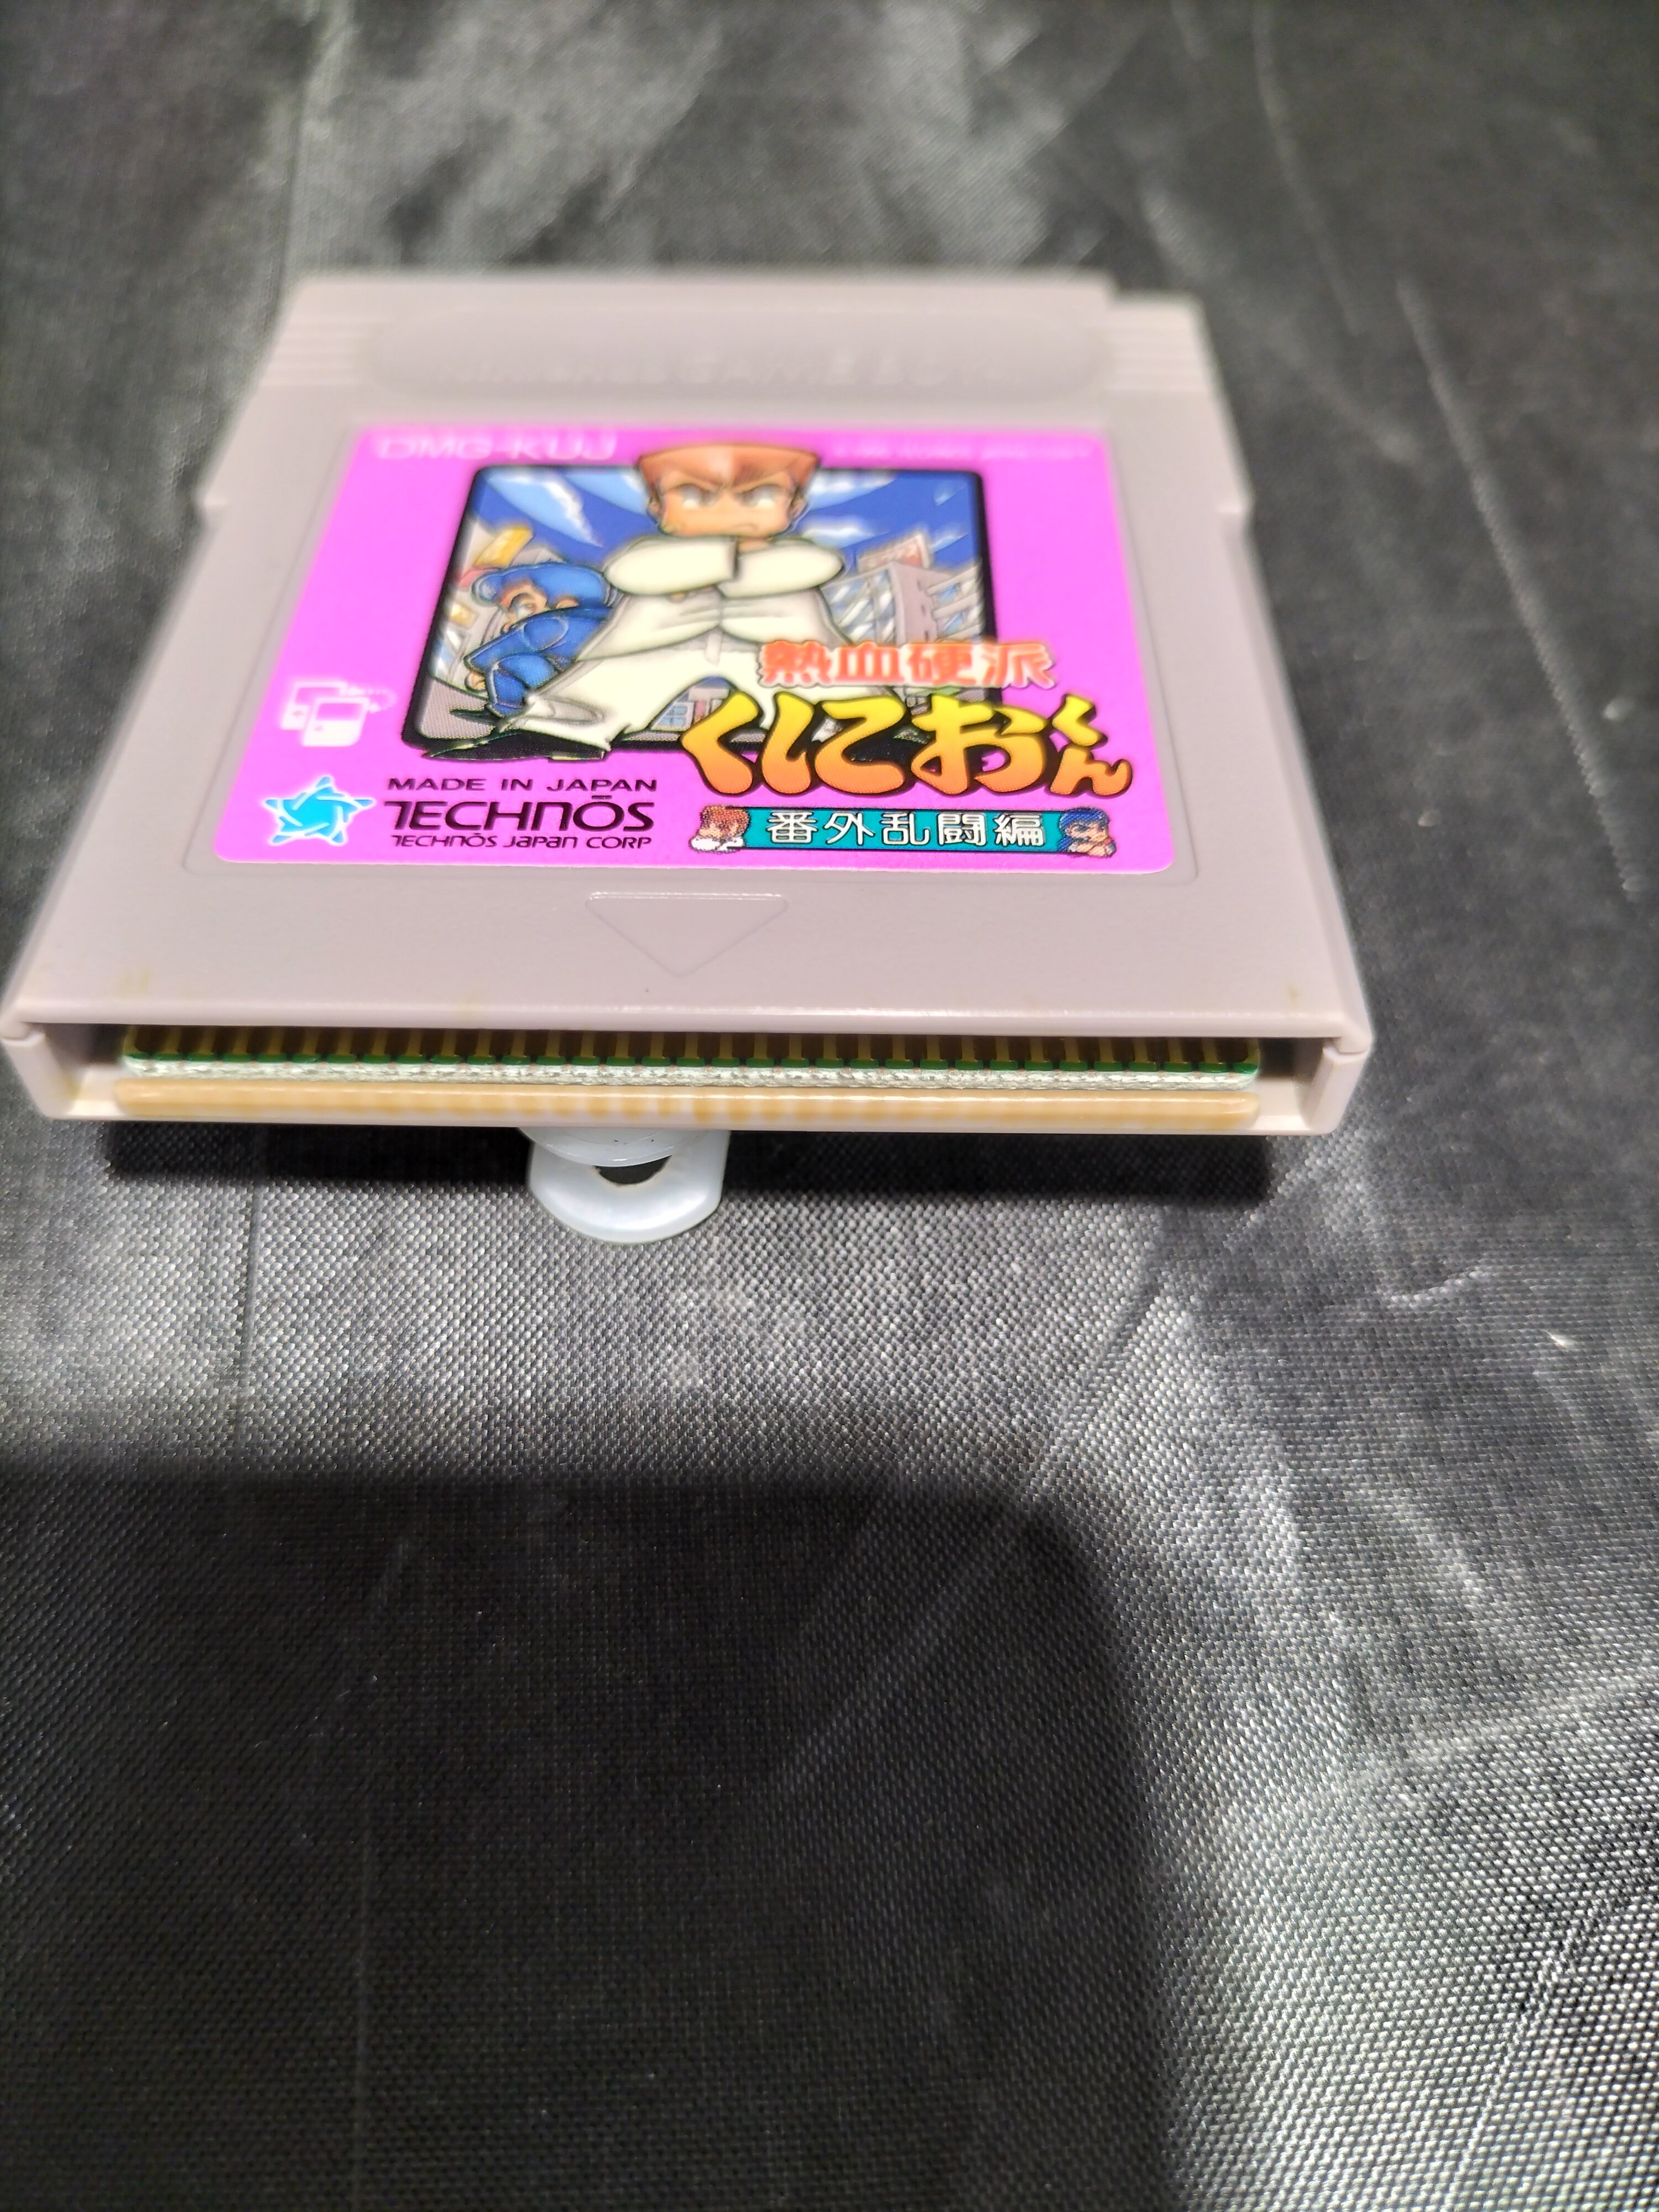 DMG-KUJ
熱血硬派
くにおくん
番外乱闘編
MADE IN JAPAN
TECHNŌS
TECHNŌS JAPAN CORP